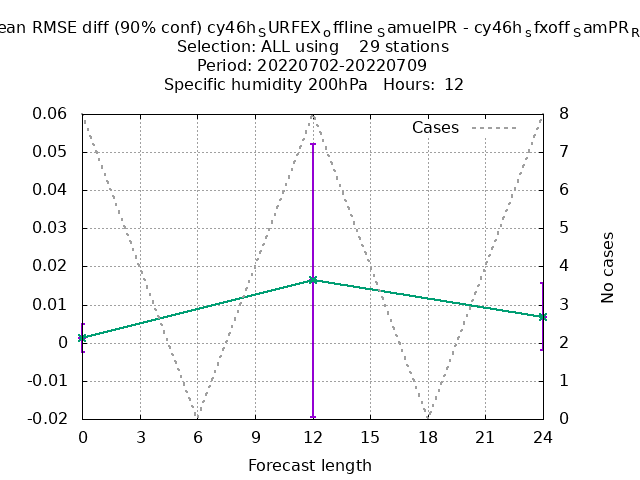 ean RMSE diff (90% conf) cy46hSURFEXoffline SamuelPR - cy46hsfxoffSamPRR
Selection: ALL using 29 stations
Period: 20220702-20220709
Specific humidity 200hPa Hours: 12
Cases
0.06
0.05
0.04
0.03
0.02
0.01
0
-0.01
-0.02
8
7
6
5
4
3
2
1
0
No cases
0 3 6 9 12 15 18 21 24
Forecast length